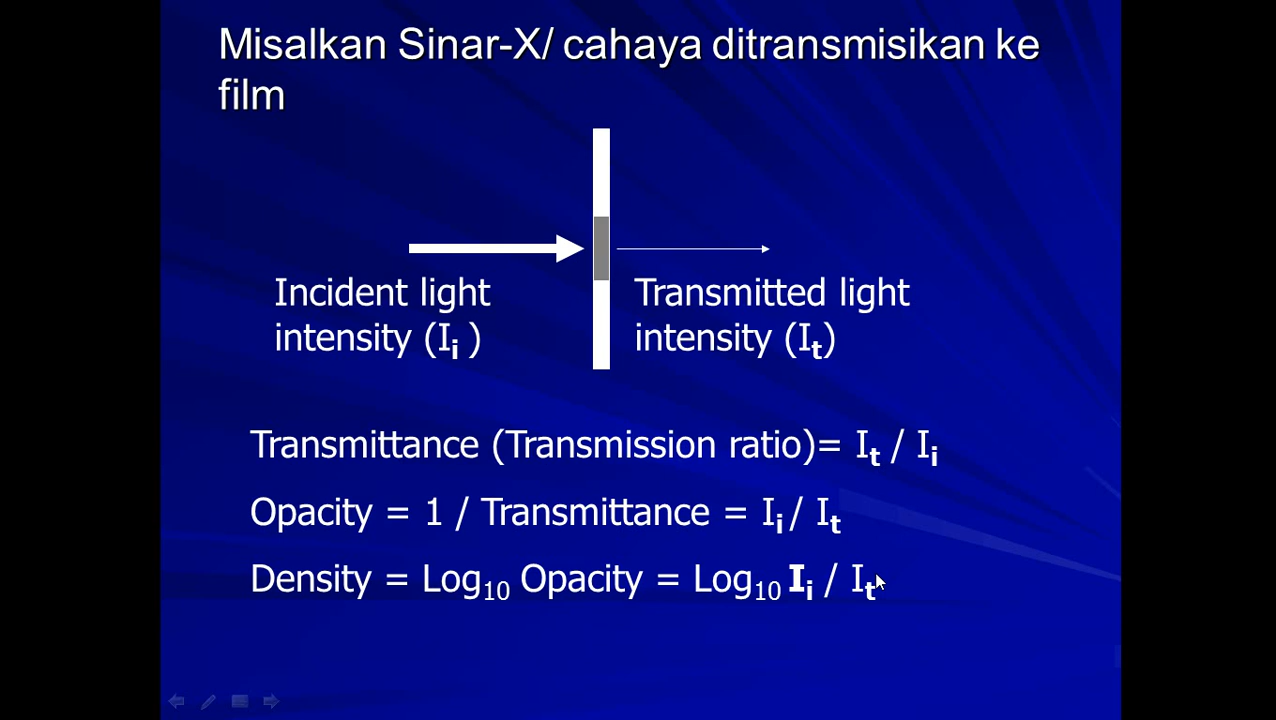 Misalkan Sinar-X/ cahaya ditransmisikan ke
film
Incident light
intensity (Ii )
Transmitted light
intensity (It)
Transmittance (Transmission ratio)= It / Ii
Opacity = 1 / Transmittance = Ii / It
Density = Log10 Opacity = Log10 Ii / It